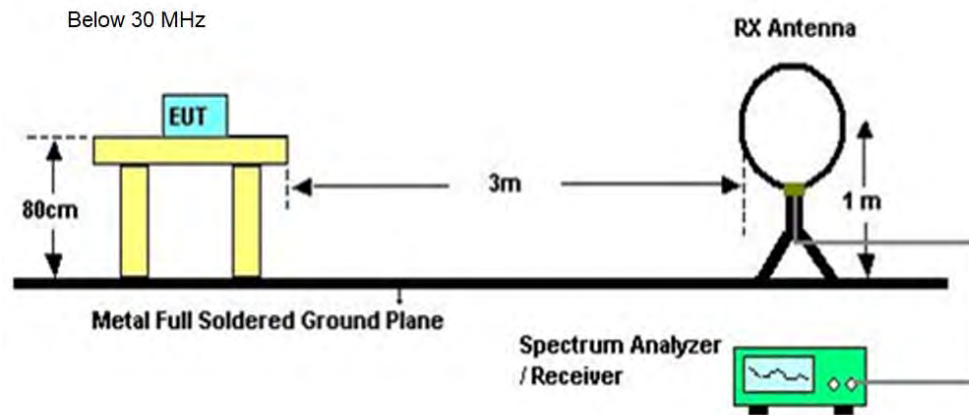 Below 30 MHz
RX Antenna
EUT
80cm
3m
1 m
Metal Full Soldered Ground Plane
Spectrum Analyzer
/ Receiver